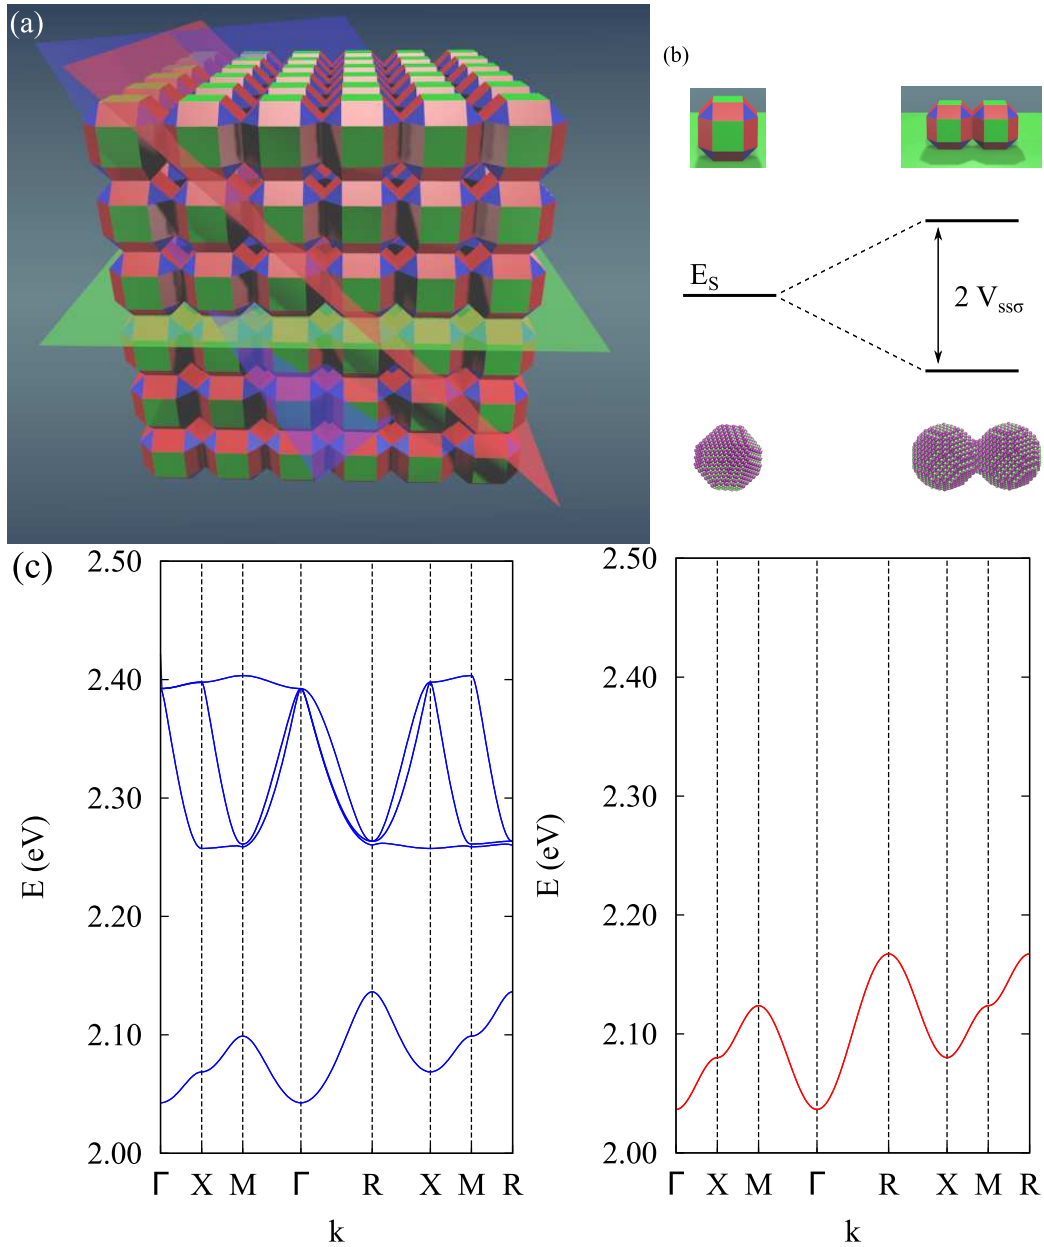 (a)
(b)
E_S
2 V_ssσ
(c)
2.50
2.40
2.30
2.20
2.10
2.00
E (eV)
Γ X M Γ R X M R
k
2.50
2.40
2.30
2.20
2.10
2.00
E (eV)
Γ X M Γ R X M R
k